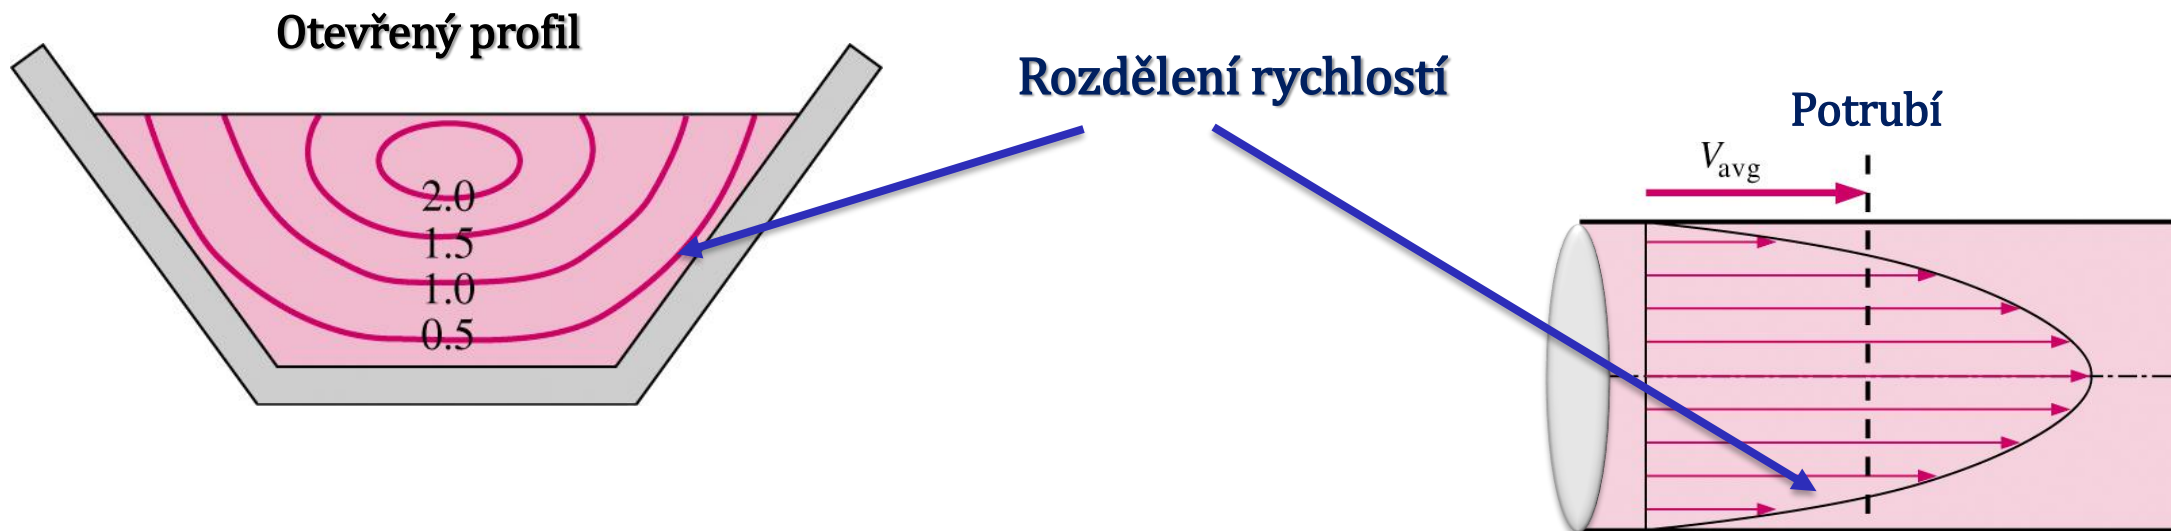 Otevřený profil
Rozdělení rychlostí
Potrubí
Vavg
2.0
1.5
1.0
0.5